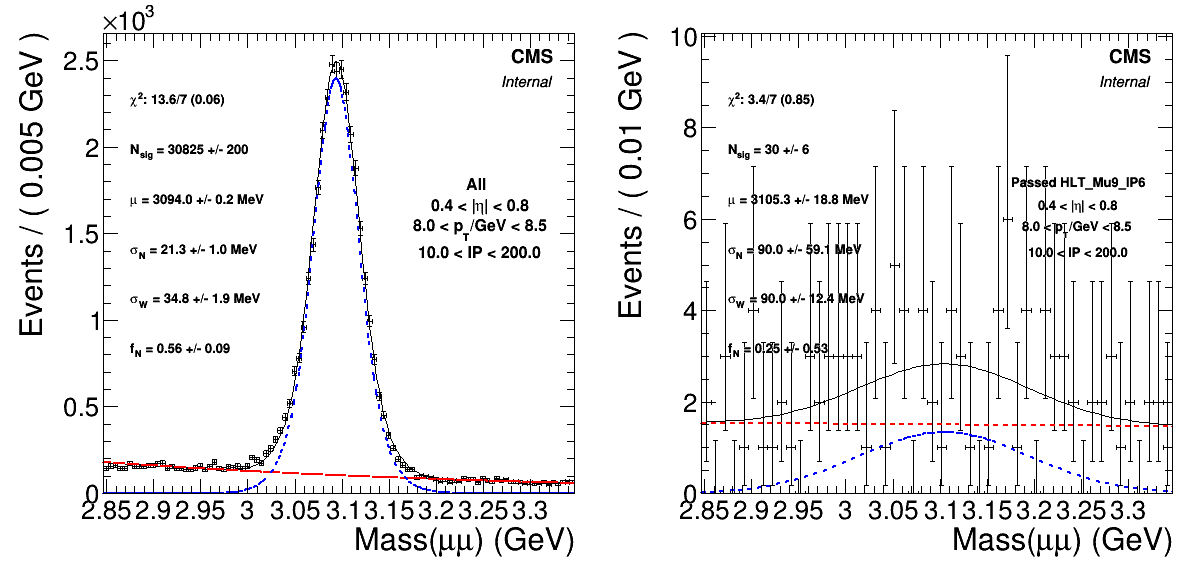 ×10³
CMS
Internal
χ²: 13.6/7 (0.06)
N_sig = 30825 +/- 200
μ = 3094.0 +/- 0.2 MeV
σ_N = 21.3 +/- 1.0 MeV
σ_W = 34.8 +/- 1.9 MeV
f_N = 0.56 +/- 0.09
All
0.4 < |η| < 0.8
8.0 < p_T/GeV < 8.5
10.0 < IP < 200.0
Events / ( 0.005 GeV )
2.5
2
1.5
1
0.5
0
2.85 2.9 2.95 3 3.05 3.1 3.15 3.2 3.25 3.3
Mass(μμ) (GeV)
CMS
Internal
χ²: 3.4/7 (0.85)
N_sig = 30 +/- 6
μ = 3105.3 +/- 18.8 MeV
σ_N = 90.0 +/- 59.1 MeV
σ_W = 90.0 +/- 12.4 MeV
f_N = 0.25 +/- 0.53
Passed HLT_Mu9_IP6
0.4 < |η| < 0.8
8.0 < p_T/GeV < 8.5
10.0 < IP < 200.0
Events / ( 0.01 GeV )
10
8
6
4
2
0
2.85 2.9 2.95 3 3.05 3.1 3.15 3.2 3.25 3.3
Mass(μμ) (GeV)